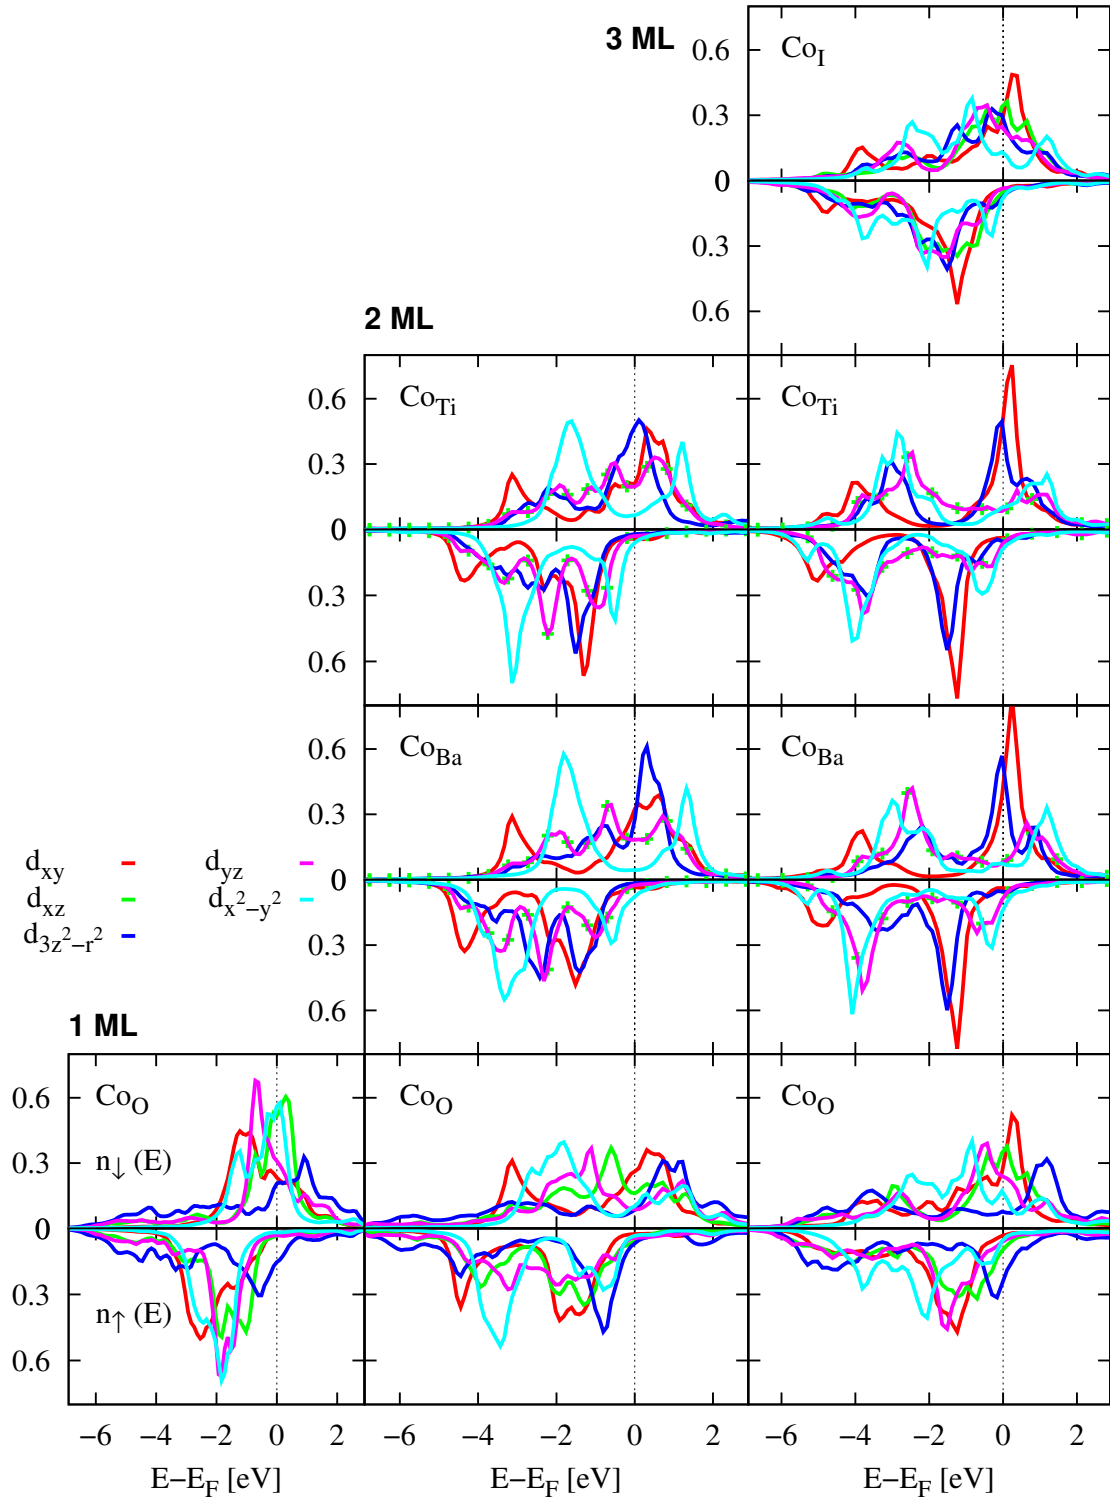 3 ML
Co_I
0.6
0.3
0
0.3
0.6
2 ML
Co_Ti
Co_Ti
0.6
0.3
0
0.3
0.6
Co_Ba
Co_Ba
0.6
0.3
0
0.3
0.6
d_xy
d_yz
d_xz
d_x²−y²
d_3z²−r²
1 ML
Co_O
Co_O
Co_O
0.6
n↓(E)
0.3
0
0.3
n↑(E)
0.6
−6 −4 −2 0 2
−6 −4 −2 0 2
−6 −4 −2 0 2
E−E_F [eV]
E−E_F [eV]
E−E_F [eV]